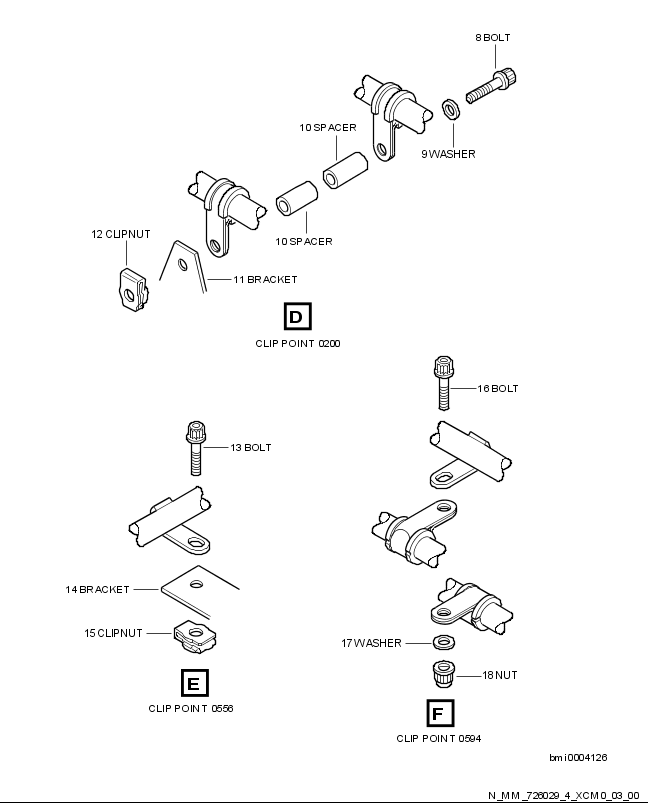 8 BOLT
10 SPACER
9 WASHER
12 CLIPNUT
10 SPACER
11 BRACKET
D
CLIP POINT 0200
16 BOLT
13 BOLT
14 BRACKET
15 CLIPNUT
17 WASHER
18 NUT
E
CLIP POINT 0556
F
CLIP POINT 0594
bmi0004126
N_MM_726029_4_XCM0_03_00